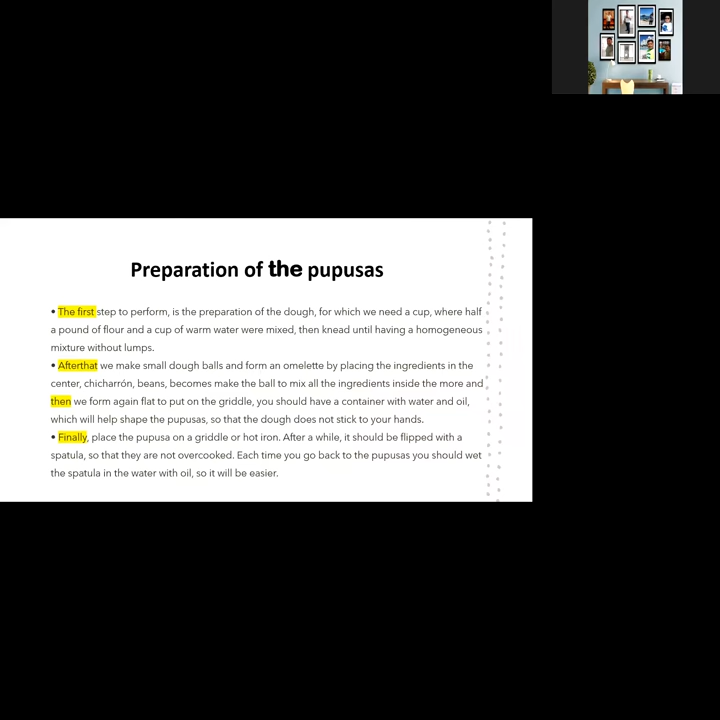 Preparation of the pupusas
• The first step to perform, is the preparation of the dough, for which we need a cup, where half
a pound of flour and a cup of warm water were mixed, then knead until having a homogeneous
mixture without lumps.
• Afterthat we make small dough balls and form an omelette by placing the ingredients in the
center, chicharrón, beans, becomes make the ball to mix all the ingredients inside the more and
then we form again flat to put on the griddle, you should have a container with water and oil,
which will help shape the pupusas, so that the dough does not stick to your hands.
• Finally, place the pupusa on a griddle or hot iron. After a while, it should be flipped with a
spatula, so that they are not overcooked. Each time you go back to the pupusas you should wet
the spatula in the water with oil, so it will be easier.